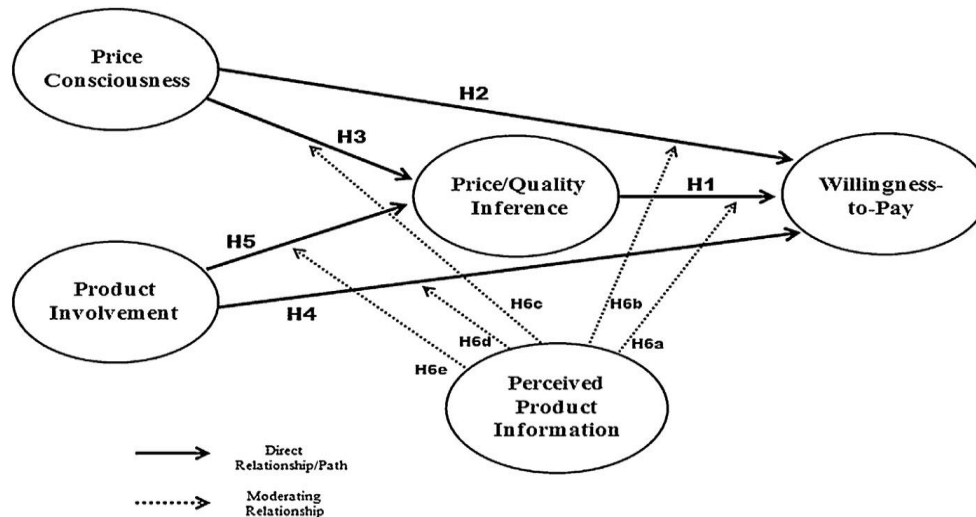 Price
Consciousness
H2
H3
Price/Quality
Inference
H1
Willingness-
to-Pay
H5
Product
Involvement
H4
H6c
H6b
H6d
H6a
H6e
Perceived
Product
Information
Direct
Relationship/Path
Moderating
Relationship